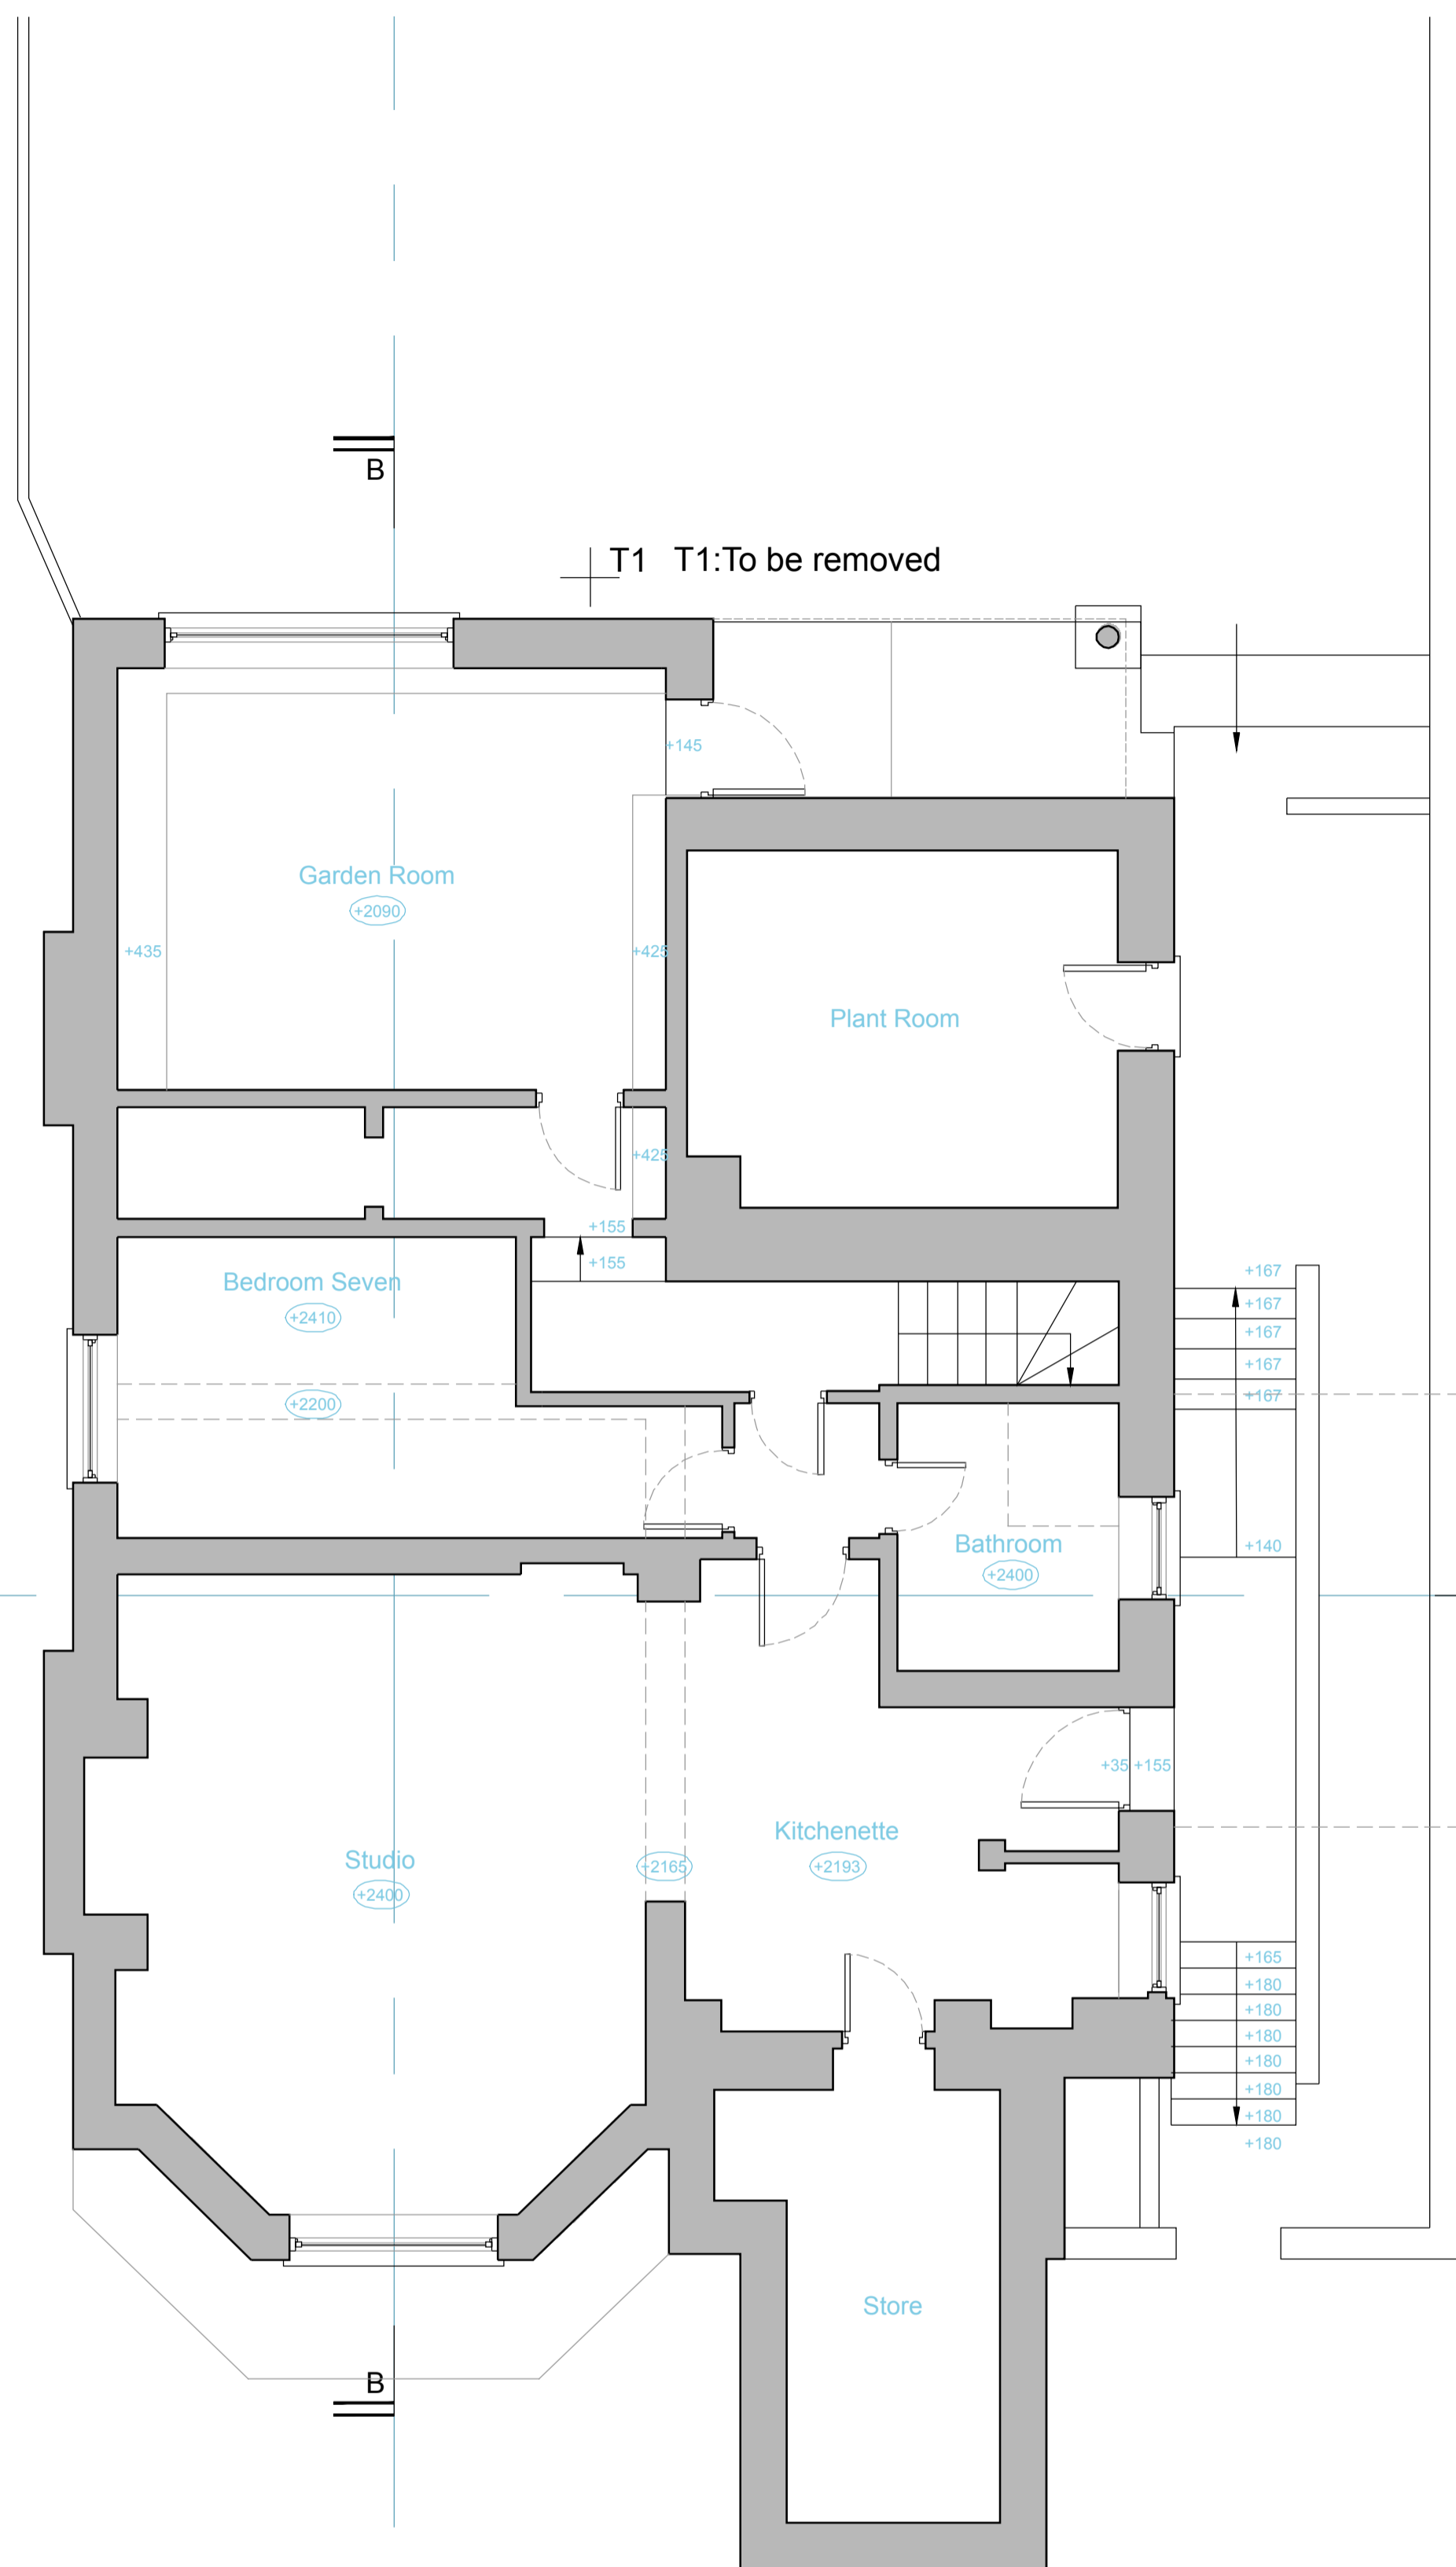 B
T1 T1:To be removed
+145
Garden Room
+2090
+435
+425
Plant Room
+425
+155
+155
Bedroom Seven
+2410
+2200
+167
+167
+167
+167
+167
+140
Bathroom
+2400
+35 +155
Kitchenette
+2193
Studio
+2400
+2165
+165
+180
+180
+180
+180
+180
+180
+180
Store
B